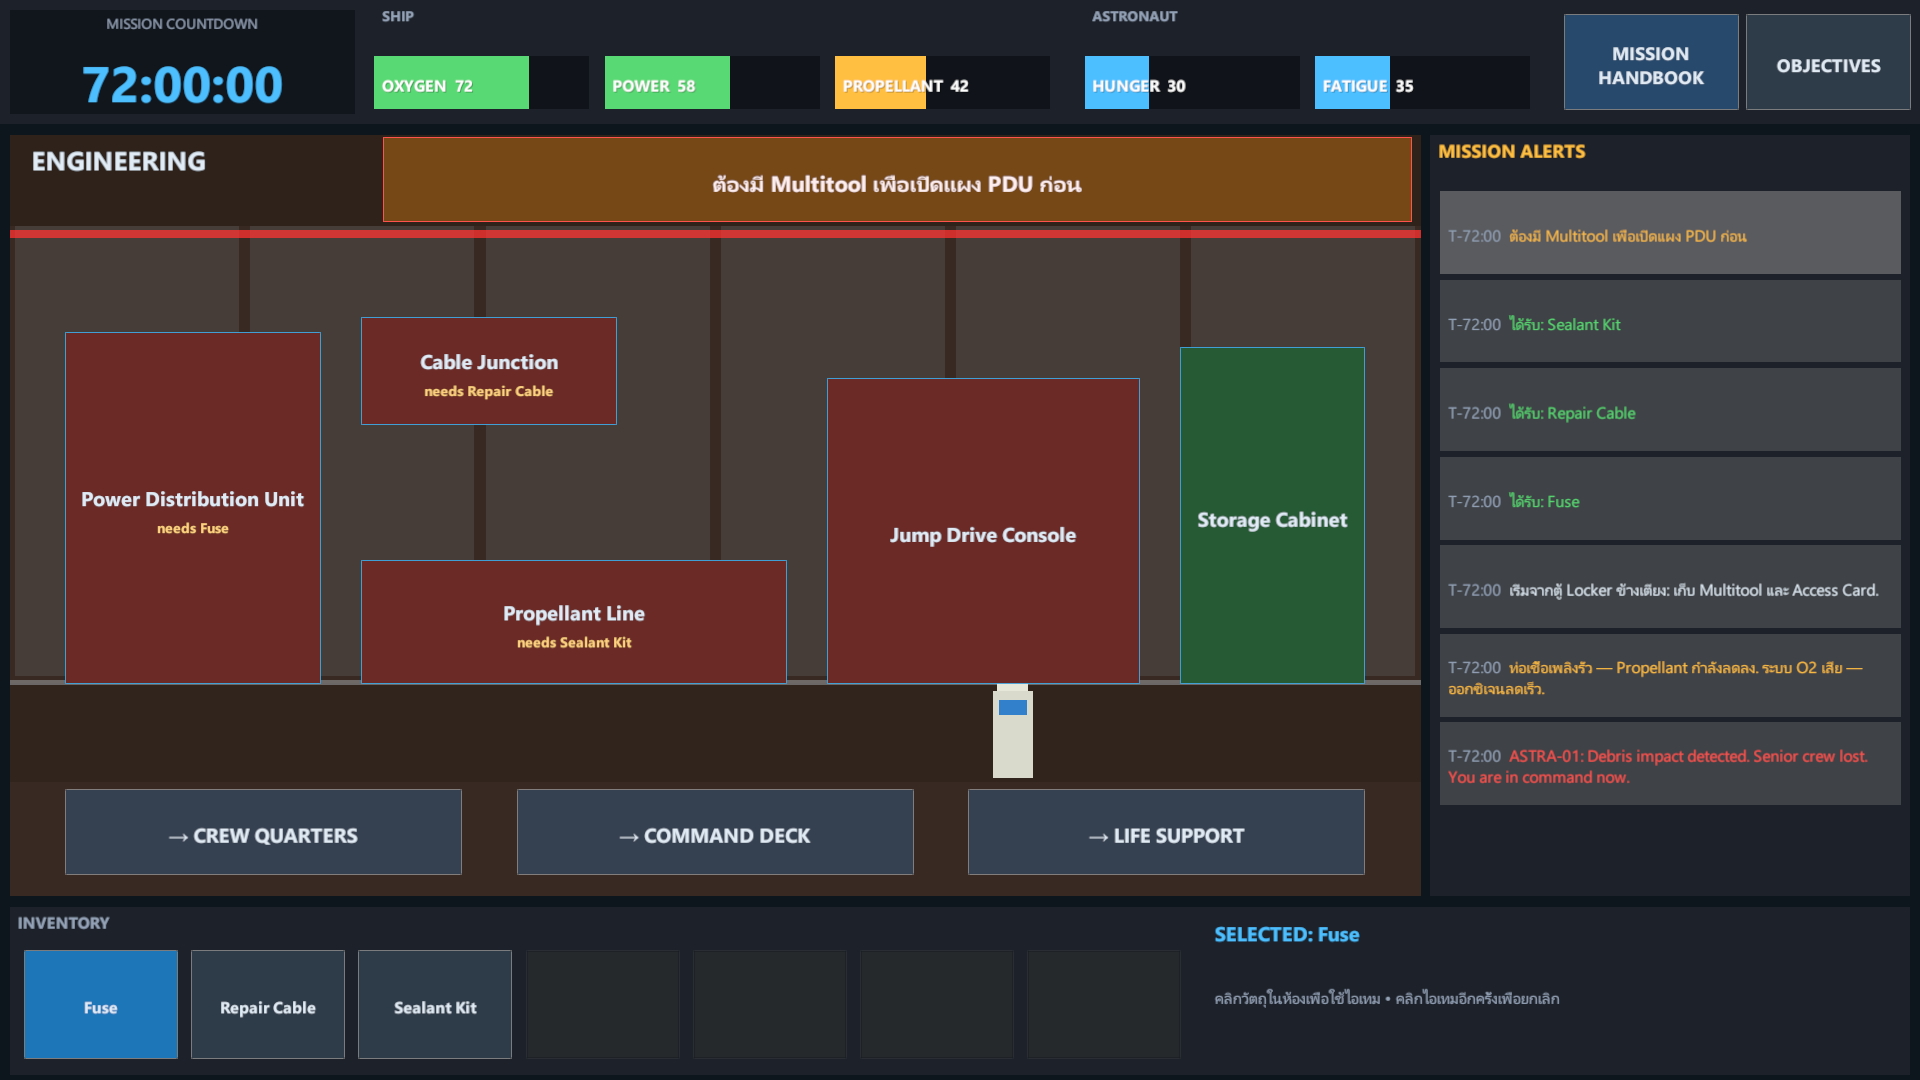 MISSION COUNTDOWN
72:00:00
SHIP
OXYGEN 72
POWER 58
PROPELLANT 42
ASTRONAUT
HUNGER 30
FATIGUE 35
MISSION
HANDBOOK
OBJECTIVES
ENGINEERING
ต้องมี Multitool เพื่อเปิดแผง PDU ก่อน
Cable Junction
needs Repair Cable
Power Distribution Unit
needs Fuse
Propellant Line
needs Sealant Kit
Jump Drive Console
Storage Cabinet
→ CREW QUARTERS
→ COMMAND DECK
→ LIFE SUPPORT
MISSION ALERTS
T-72:00 ต้องมี Multitool เพื่อเปิดแผง PDU ก่อน
T-72:00 ได้รับ: Sealant Kit
T-72:00 ได้รับ: Repair Cable
T-72:00 ได้รับ: Fuse
T-72:00 เริ่มจากตู้ Locker ข้างเตียง: เก็บ Multitool และ Access Card.
T-72:00 ท่อเชื้อเพลิงรั่ว — Propellant กำลังลดลง. ระบบ O2 เสีย —
ออกซิเจนลดเร็ว.
T-72:00 ASTRA-01: Debris impact detected. Senior crew lost.
You are in command now.
INVENTORY
Fuse
Repair Cable
Sealant Kit
SELECTED: Fuse
คลิกวัตถุในห้องเพื่อใช้ไอเทม • คลิกไอเทมอีกครั้งเพื่อยกเลิก